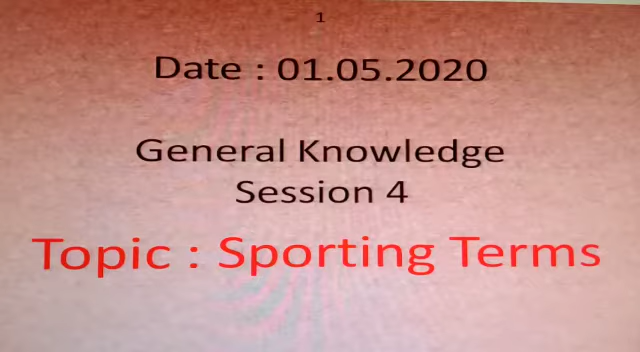 1
Date : 01.05.2020
General Knowledge
Session 4
Topic : Sporting Terms